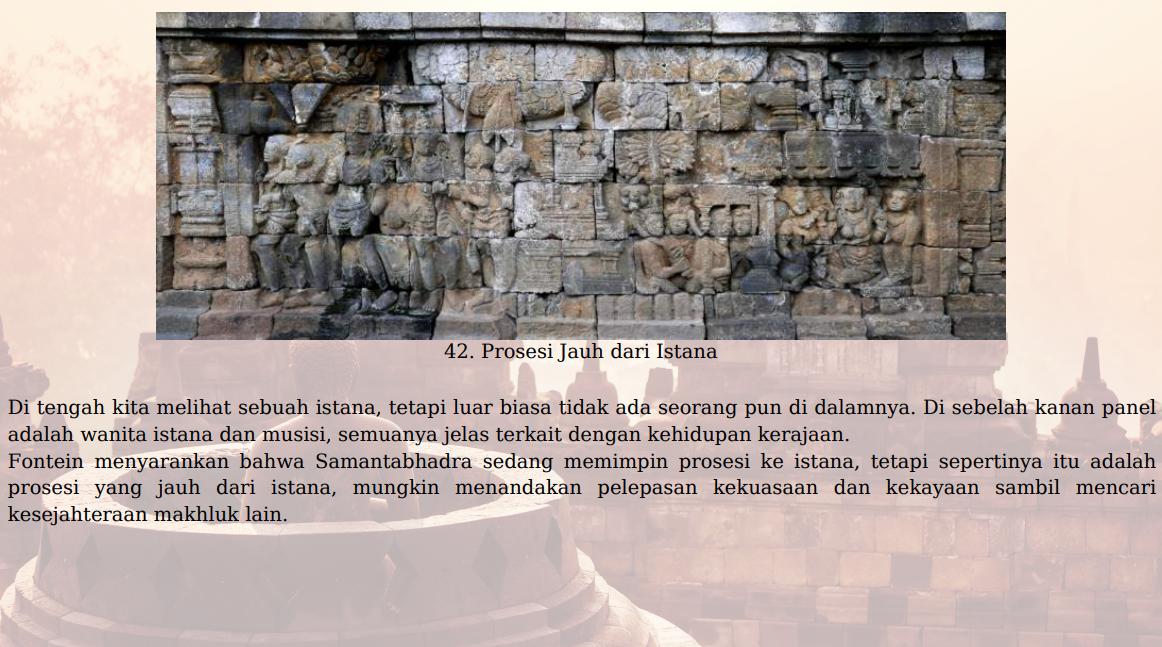 42. Prosesi Jauh dari Istana
Di tengah kita melihat sebuah istana, tetapi luar biasa tidak ada seorang pun di dalamnya. Di sebelah kanan panel
adalah wanita istana dan musisi, semuanya jelas terkait dengan kehidupan kerajaan.
Fontein menyarankan bahwa Samantabhadra sedang memimpin prosesi ke istana, tetapi sepertinya itu adalah
prosesi yang jauh dari istana, mungkin menandakan pelepasan kekuasaan dan kekayaan sambil mencari
kesejahteraan makhluk lain.